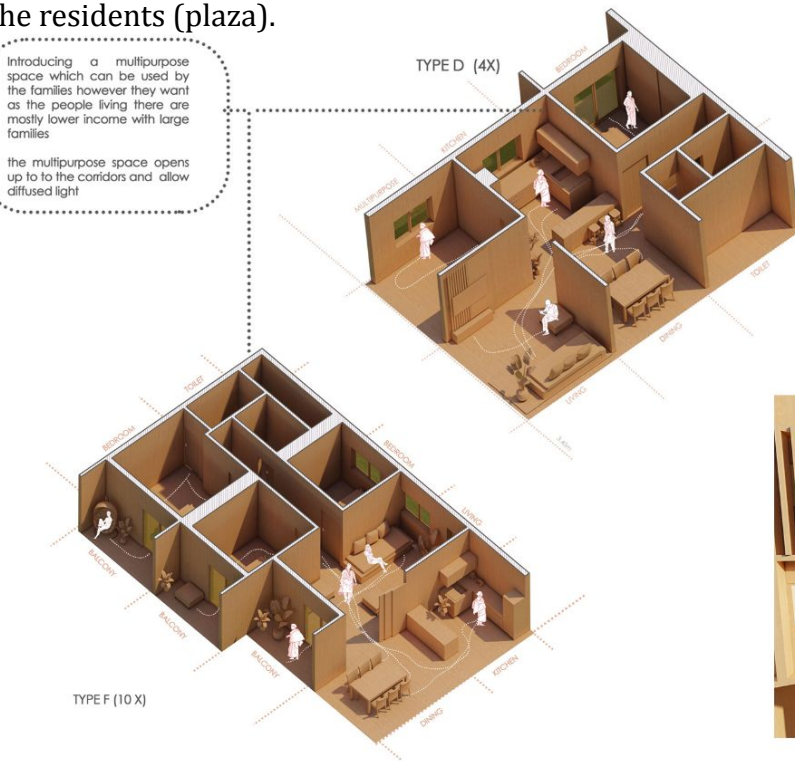 he residents (plaza).
Introducing a multipurpose
space which can be used by
the families however they want
as the people living there are
mostly lower income with large
families
the multipurpose space opens
up to to the corridors and allow
diffused light
TYPE D (4X)
BEDROOM
KITCHEN
MULTIPURPOSE
TOILET
DINING
LIVING
3.40m
TOILET
BEDROOM
BEDROOM
LIVING
BALCONY
BALCONY
BALCONY
KITCHEN
DINING
TYPE F (10 X)